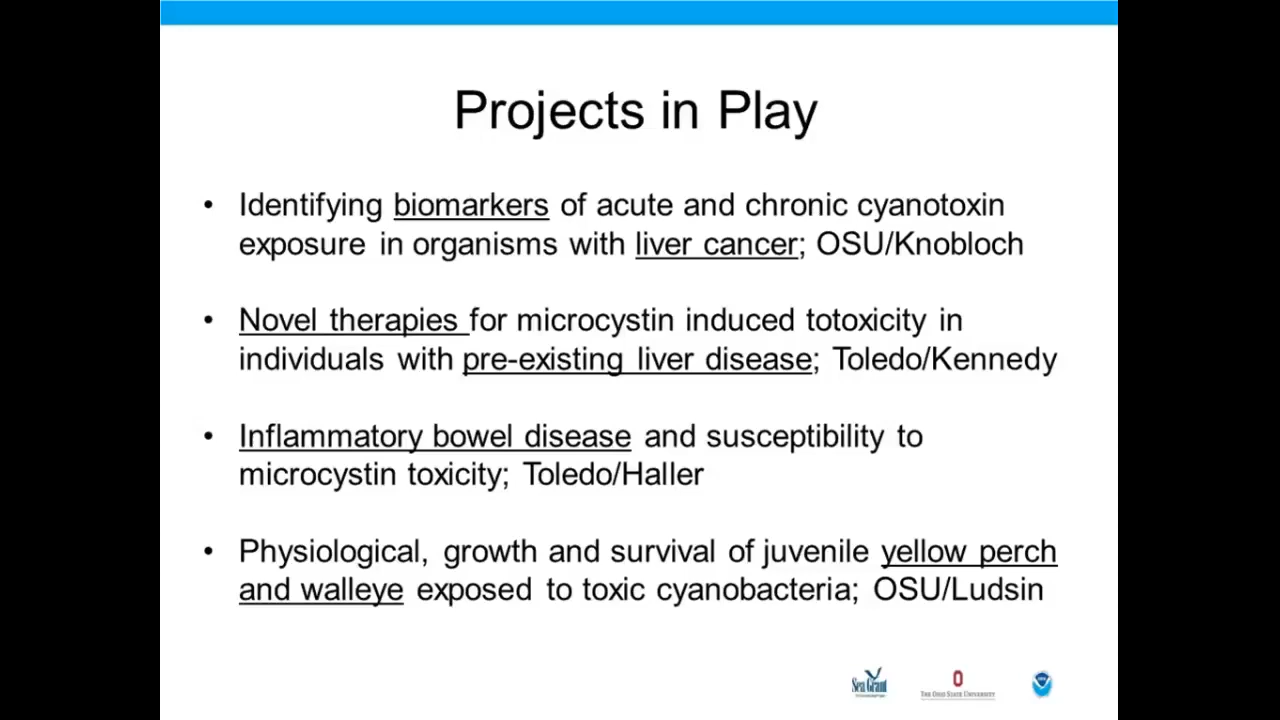 Projects in Play
• Identifying biomarkers of acute and chronic cyanotoxin
exposure in organisms with liver cancer; OSU/Knobloch
• Novel therapies for microcystin induced totoxicity in
individuals with pre-existing liver disease; Toledo/Kennedy
• Inflammatory bowel disease and susceptibility to
microcystin toxicity; Toledo/Haller
• Physiological, growth and survival of juvenile yellow perch
and walleye exposed to toxic cyanobacteria; OSU/Ludsin
Sea Grant
THE OHIO STATE UNIVERSITY